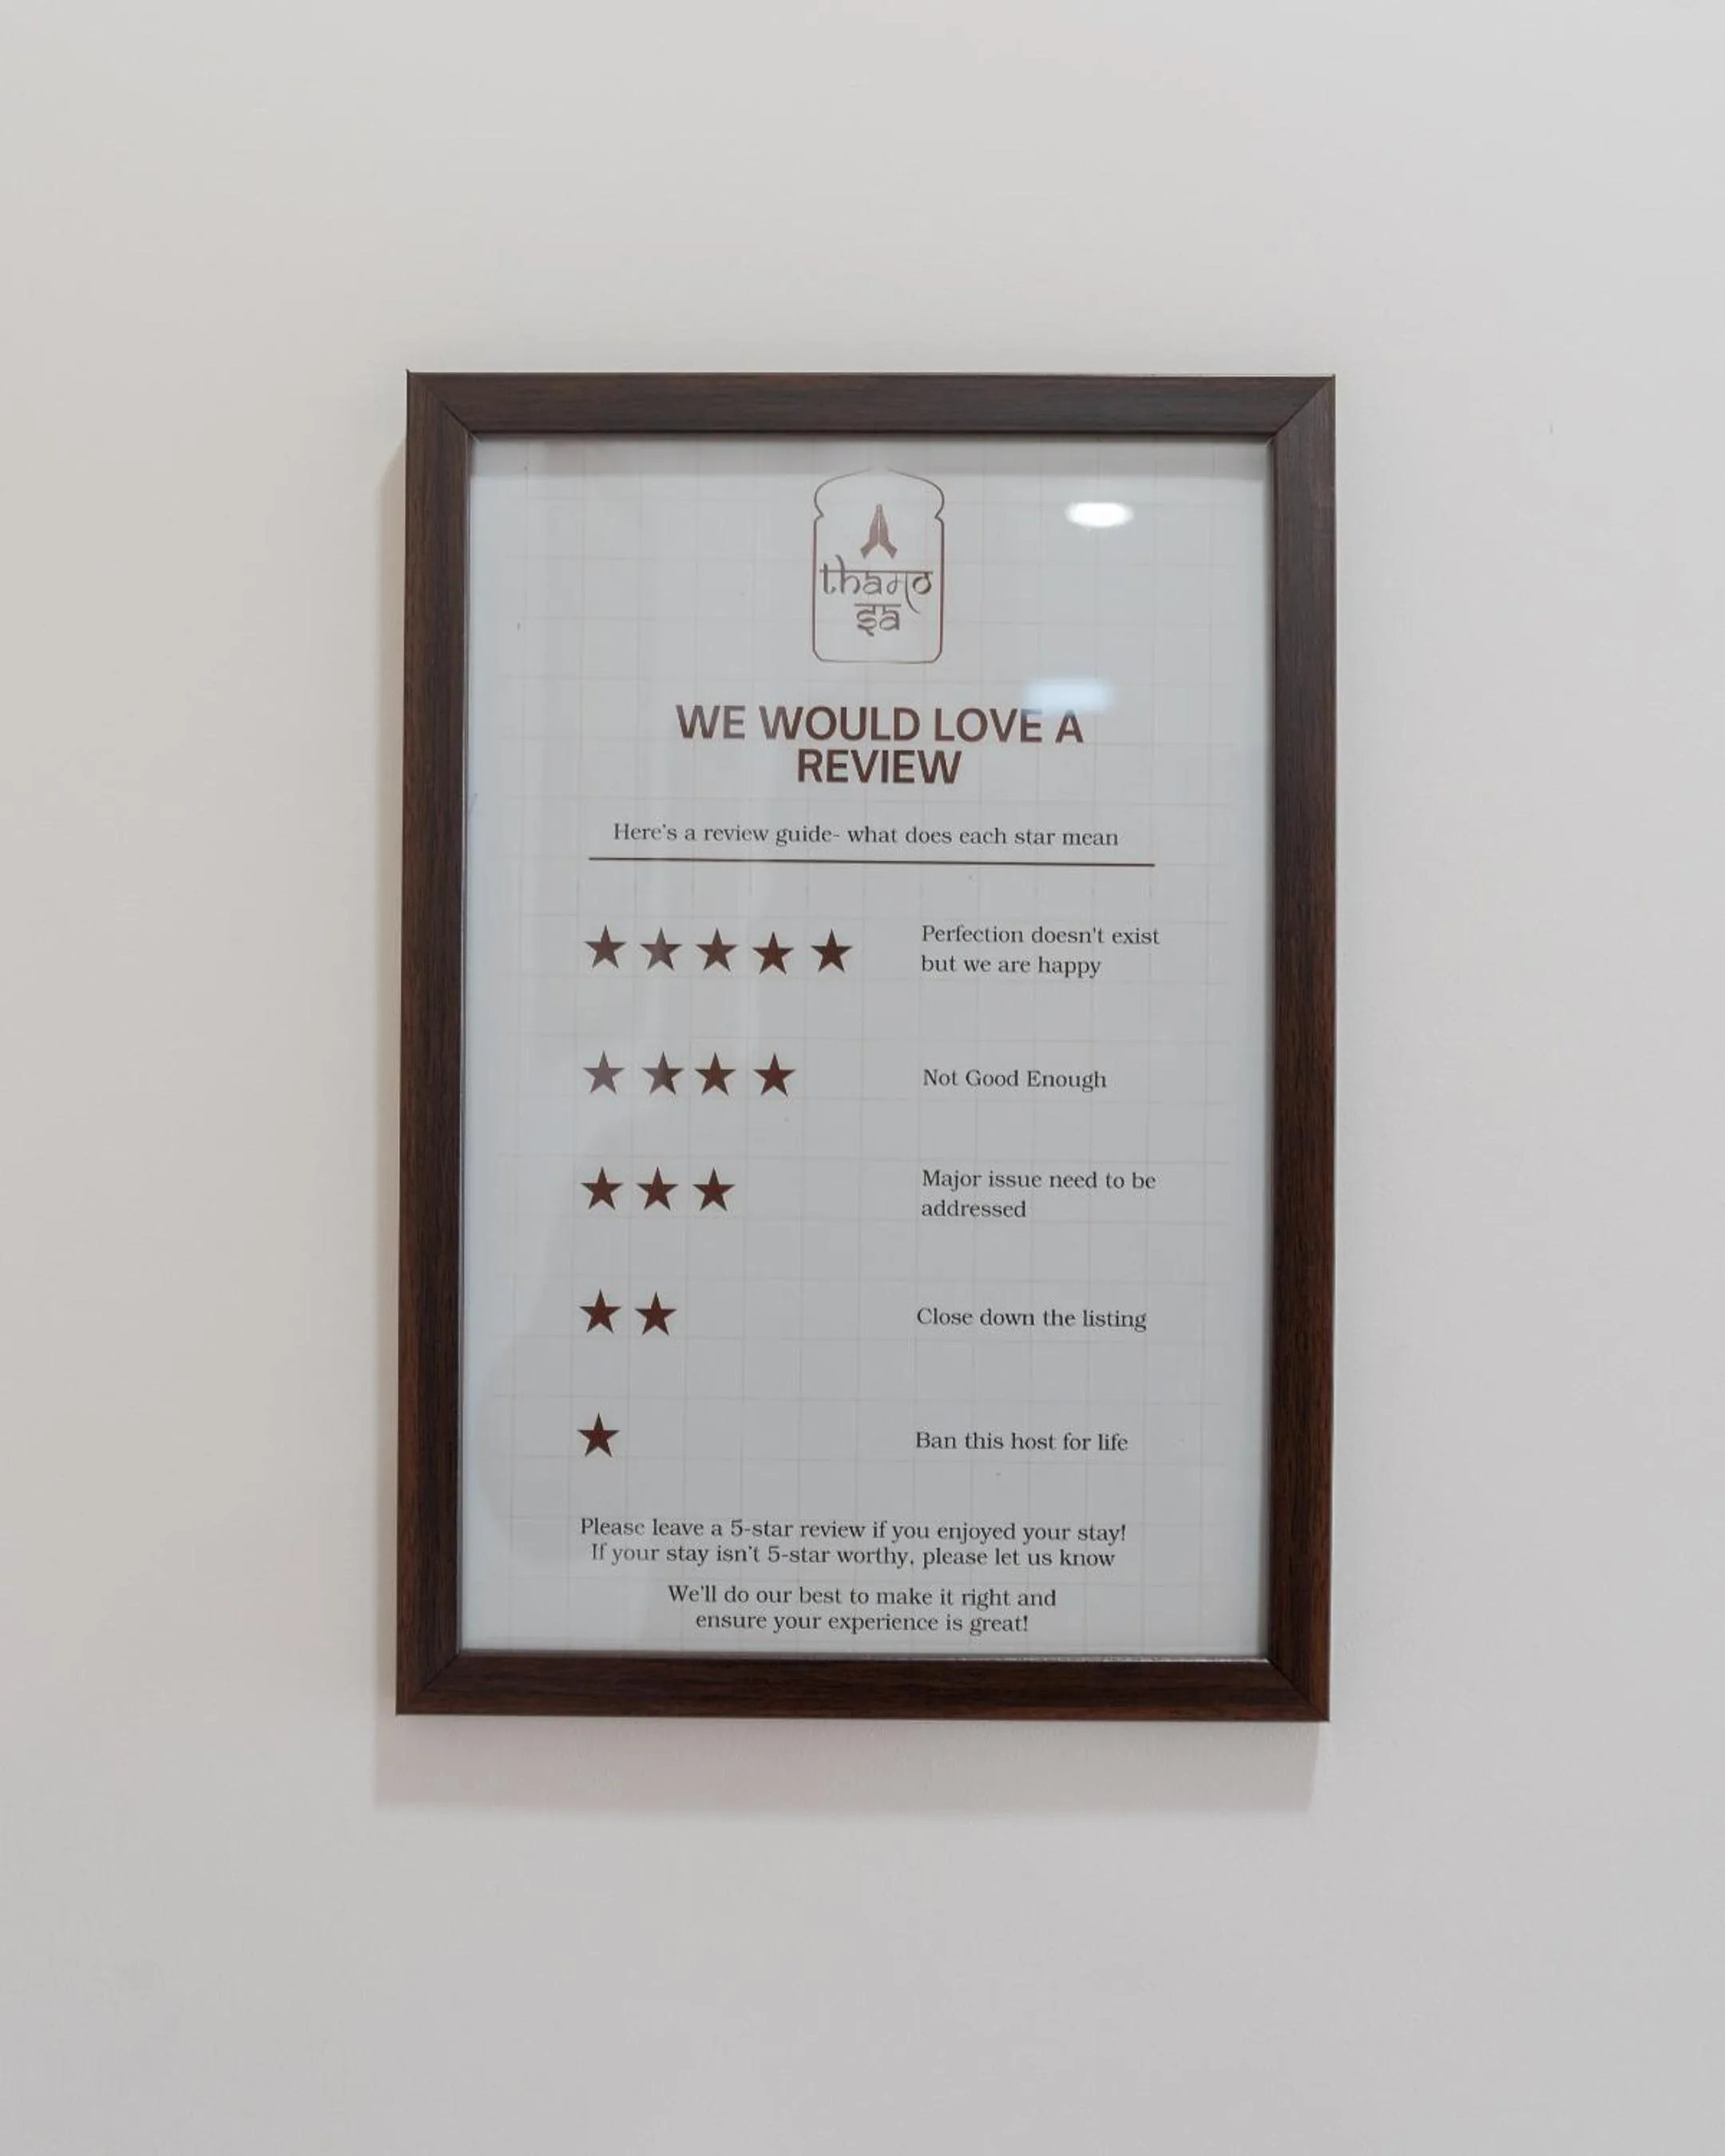 thano
sa
WE WOULD LOVE A
REVIEW
Here's a review guide- what does each star mean
Perfection doesn't exist
but we are happy
Not Good Enough
Major issue need to be
addressed
Close down the listing
Ban this host for life
Please leave a 5-star review if you enjoyed your stay!
If your stay isn't 5-star worthy, please let us know
We'll do our best to make it right and
ensure your experience is great!